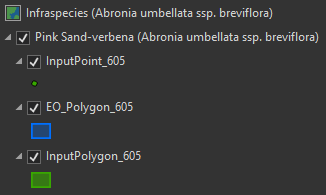 Infraspecies (Abronia umbellata ssp. breviflora)
Pink Sand-verbena (Abronia umbellata ssp. breviflora)
InputPoint_605
EO_Polygon_605
InputPolygon_605